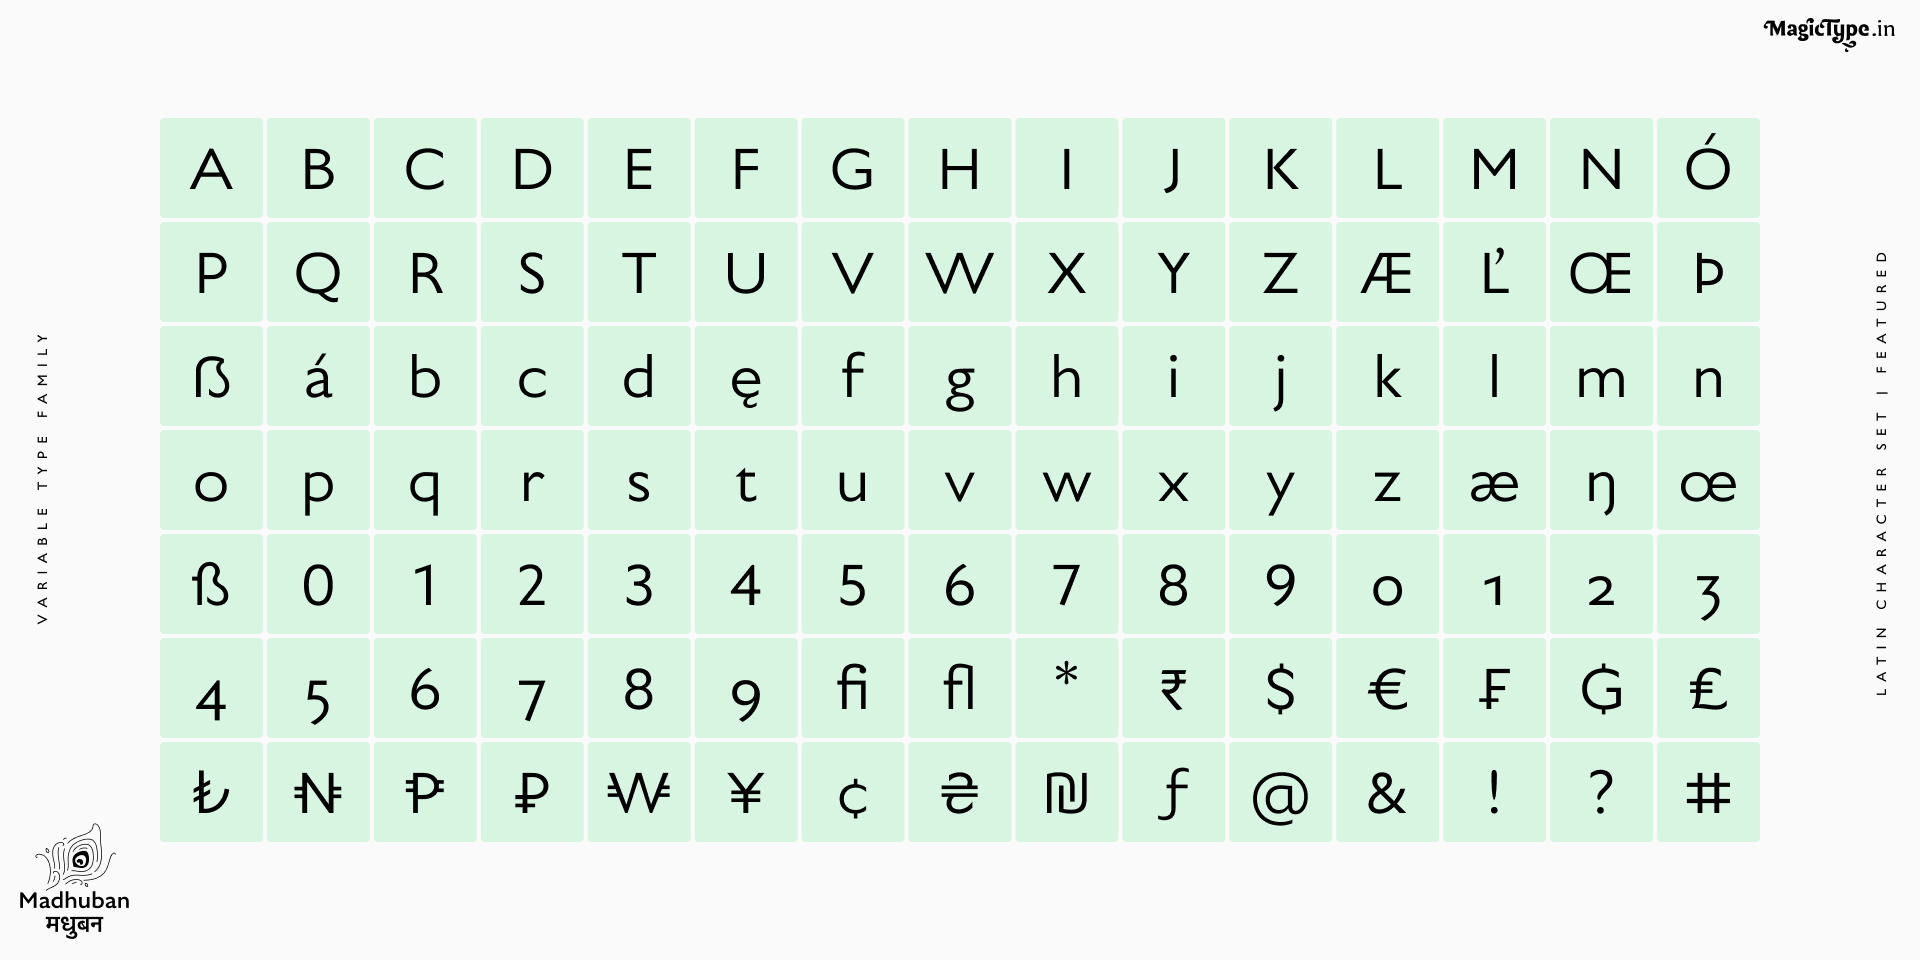 MagicType.in
A B C D E F G H I J K L M N Ó
P Q R S T U V W X Y Z Æ Ľ Œ Þ
ẞ á b c d ę f g h i j k l m n
o p q r s t u v w x y z æ ŋ œ
ß 0 1 2 3 4 5 6 7 8 9 0 1 2 3
4 5 6 7 8 9 fi fl * ₹ $ € ₣ ₲ ₤
₺ ₦ ₱ ₽ ₩ ¥ ¢ ₴ ₪ ƒ @ & ! ? #
VARIABLE TYPE FAMILY
LATIN CHARACTER SET | FEATURED
Madhuban
मधुबन